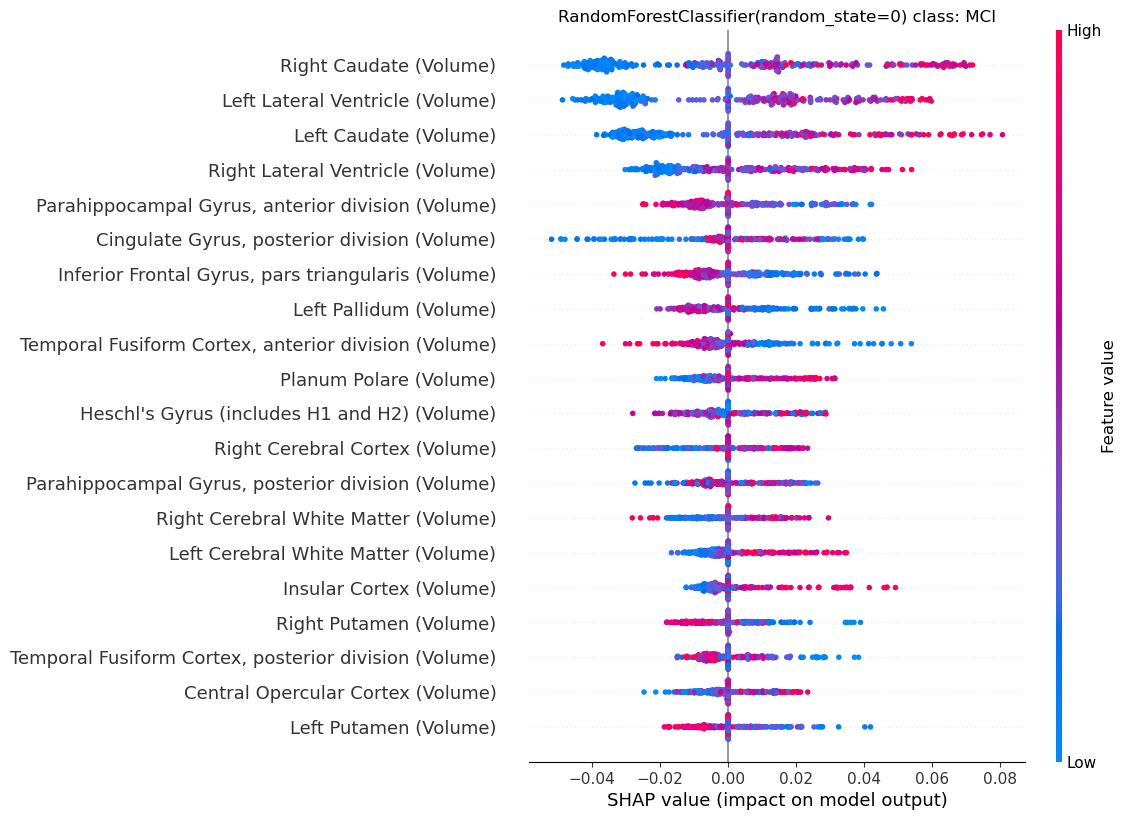 RandomForestClassifier(random_state=0) class: MCI
High
Right Caudate (Volume)
Left Lateral Ventricle (Volume)
Left Caudate (Volume)
Right Lateral Ventricle (Volume)
Parahippocampal Gyrus, anterior division (Volume)
Cingulate Gyrus, posterior division (Volume)
Inferior Frontal Gyrus, pars triangularis (Volume)
Left Pallidum (Volume)
Temporal Fusiform Cortex, anterior division (Volume)
Planum Polare (Volume)
Heschl's Gyrus (includes H1 and H2) (Volume)
Right Cerebral Cortex (Volume)
Parahippocampal Gyrus, posterior division (Volume)
Right Cerebral White Matter (Volume)
Left Cerebral White Matter (Volume)
Insular Cortex (Volume)
Right Putamen (Volume)
Temporal Fusiform Cortex, posterior division (Volume)
Central Opercular Cortex (Volume)
Left Putamen (Volume)
Feature value
Low
−0.04 −0.02 0.00 0.02 0.04 0.06 0.08
SHAP value (impact on model output)